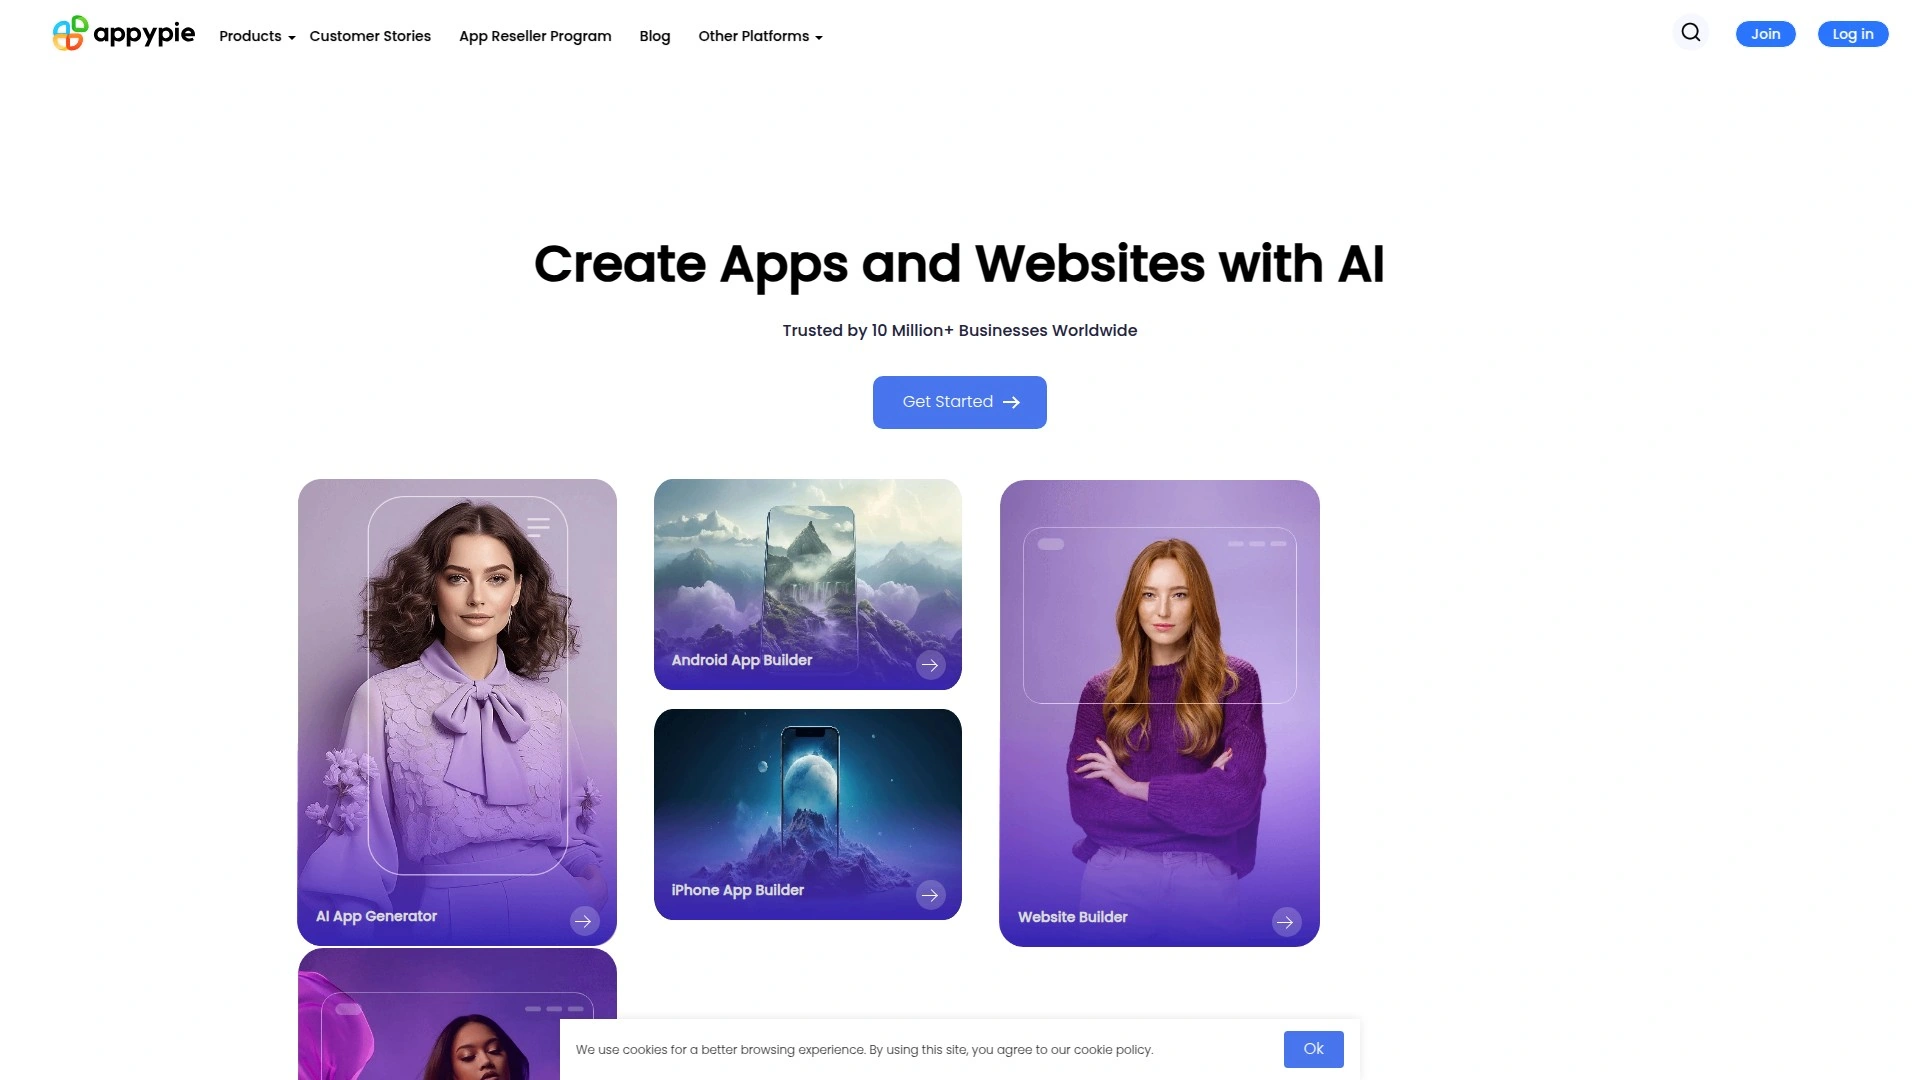 appypie
Products
Customer Stories
App Reseller Program
Blog
Other Platforms
Join
Log in
Create Apps and Websites with AI
Trusted by 10 Million+ Businesses Worldwide
Get Started
AI App Generator
Android App Builder
iPhone App Builder
Website Builder
We use cookies for a better browsing experience. By using this site, you agree to our cookie policy.
Ok